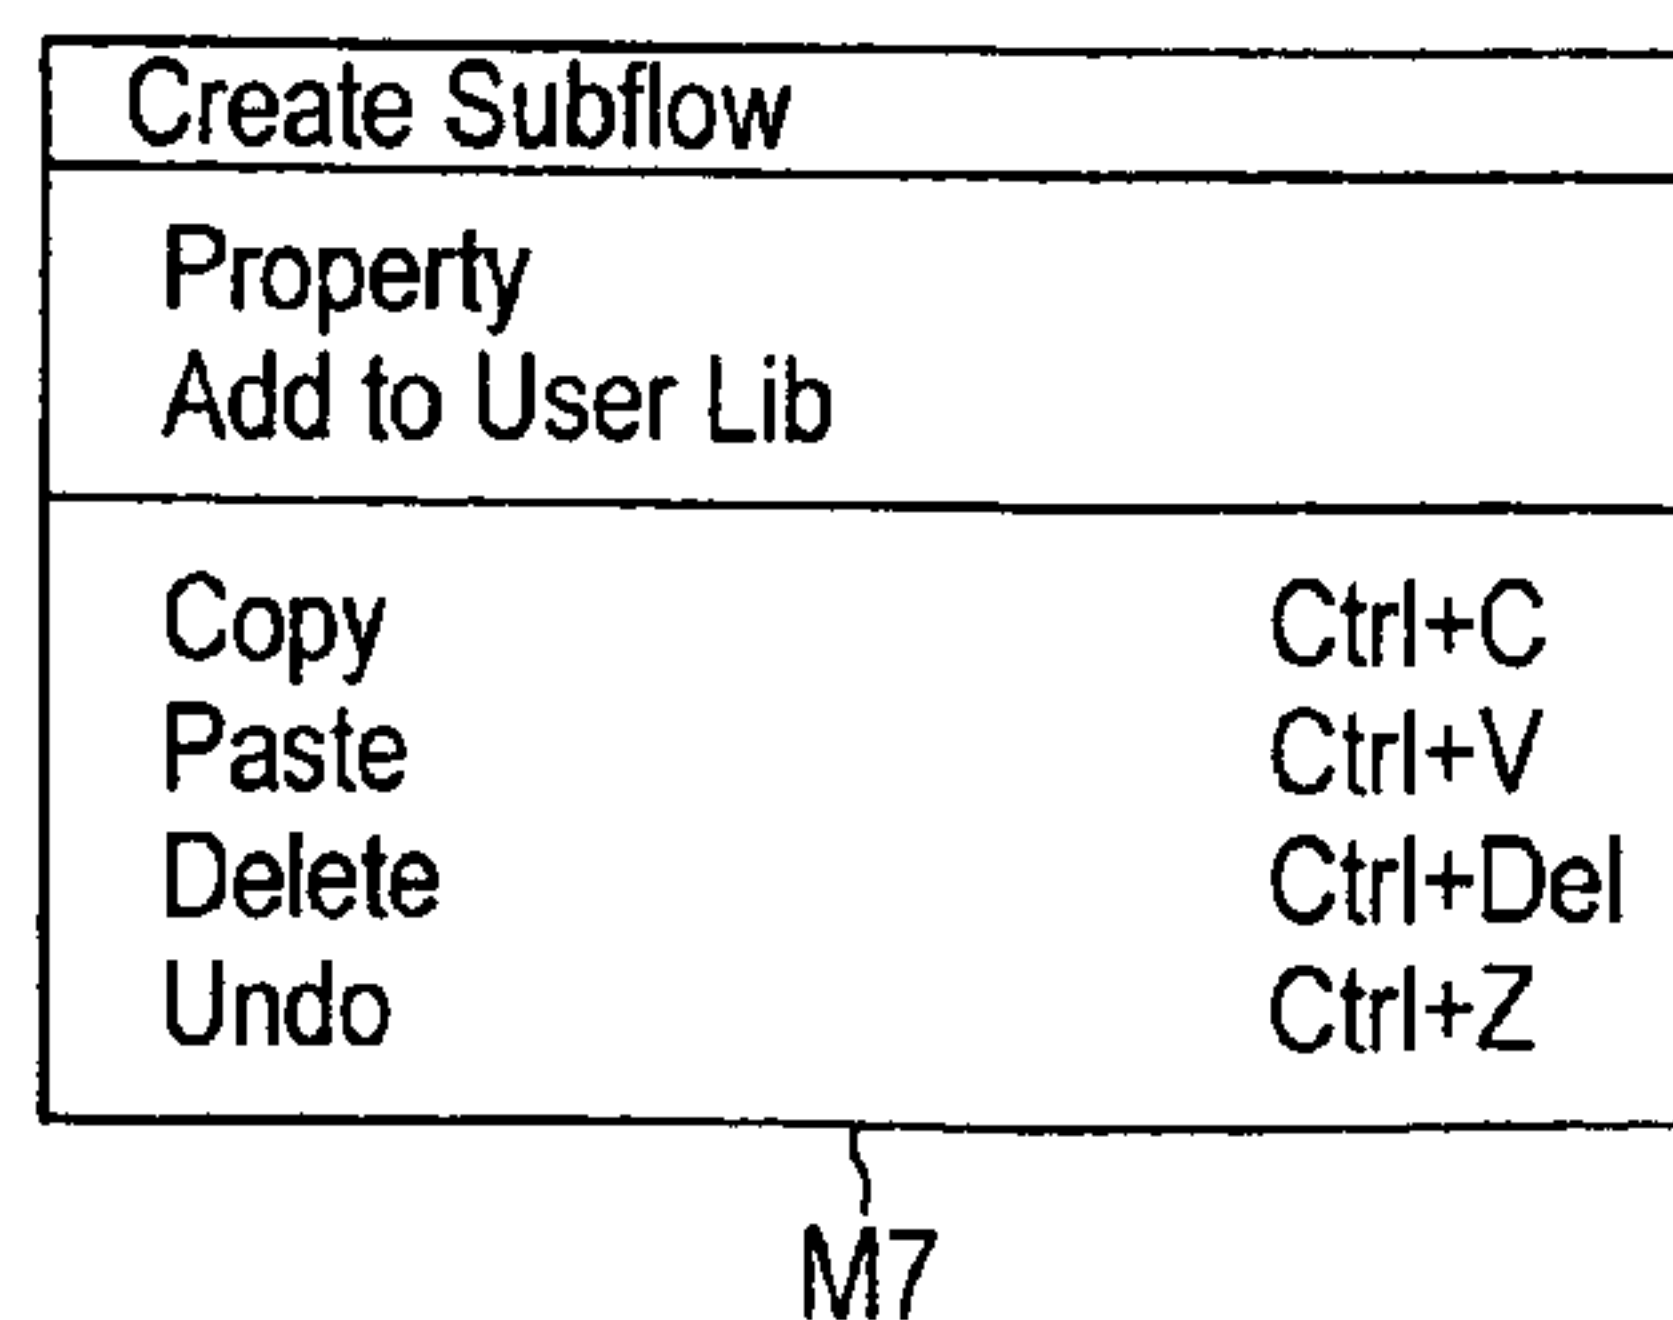 Create Subflow
Property
Add to User Lib
Copy Ctrl+C
Paste Ctrl+V
Delete Ctrl+Del
Undo Ctrl+Z
M7